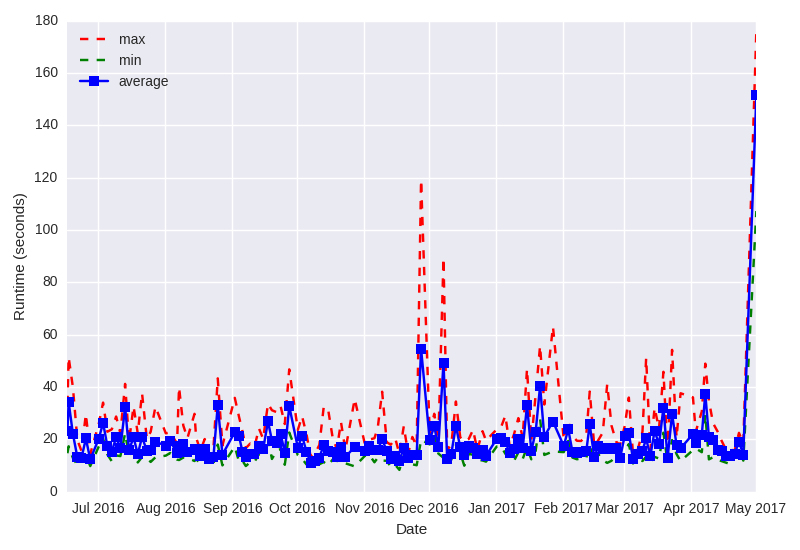 180
160
140
120
100
80
60
40
20
0
Runtime (seconds)
max
min
average
Jul 2016 Aug 2016 Sep 2016 Oct 2016 Nov 2016 Dec 2016 Jan 2017 Feb 2017 Mar 2017 Apr 2017 May 2017
Date